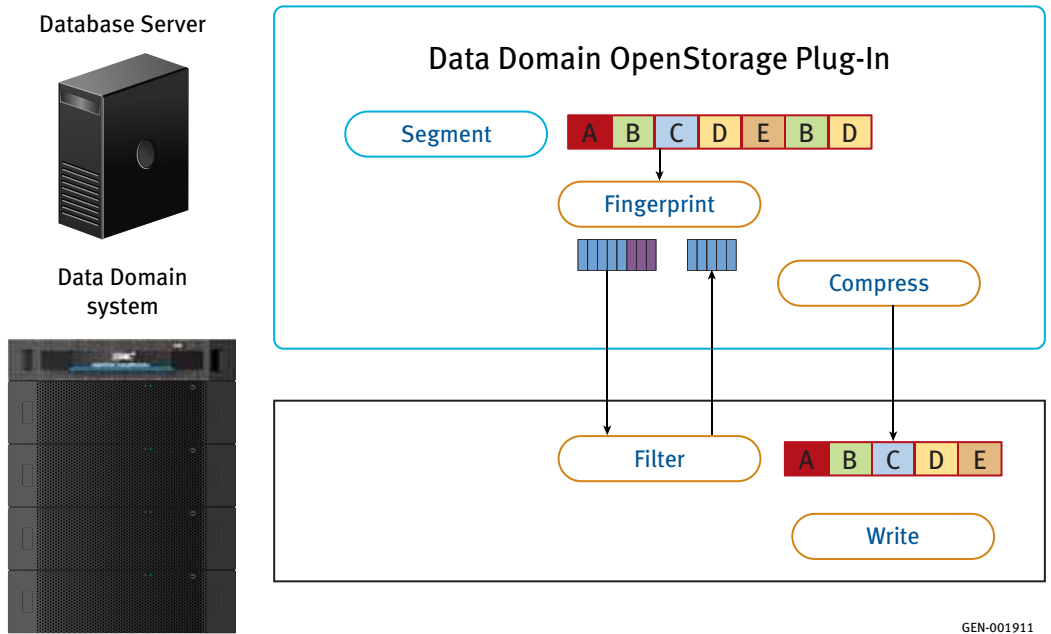 Database Server
Data Domain OpenStorage Plug-In
Segment
A B C D E B D
Fingerprint
Data Domain
system
Compress
Filter
A B C D E
Write
GEN-001911